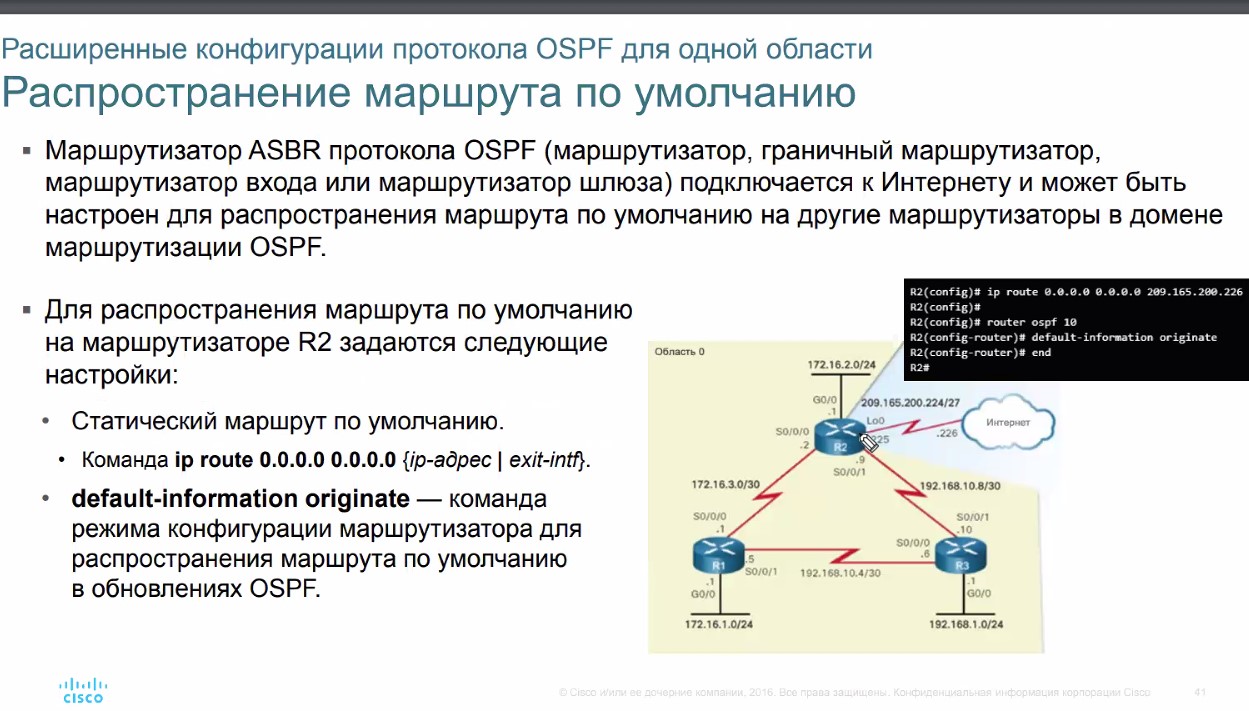 Расширенные конфигурации протокола OSPF для одной области
Распространение маршрута по умолчанию
▪ Маршрутизатор ASBR протокола OSPF (маршрутизатор, граничный маршрутизатор,
маршрутизатор входа или маршрутизатор шлюза) подключается к Интернету и может быть
настроен для распространения маршрута по умолчанию на другие маршрутизаторы в домене
маршрутизации OSPF.
▪ Для распространения маршрута по умолчанию
на маршрутизаторе R2 задаются следующие
настройки:
• Статический маршрут по умолчанию.
• Команда ip route 0.0.0.0 0.0.0.0 {ip-адрес | exit-intf}.
• default-information originate — команда
режима конфигурации маршрутизатора для
распространения маршрута по умолчанию
в обновлениях OSPF.
R2(config)# ip route 0.0.0.0 0.0.0.0 209.165.200.226
R2(config)#
R2(config)# router ospf 10
R2(config-router)# default-information originate
R2(config-router)# end
R2#
Область 0
172.16.2.0/24
G0/0
.1
209.165.200.224/27
Lo0
Интернет
S0/0/0
.226
.2
R2
.9
S0/0/1
172.16.3.0/30
192.168.10.8/30
S0/0/0
.1
S0/0/1
.10
S0/0/0
.6
R1
.5
S0/0/1
192.168.10.4/30
R3
.1
G0/0
.1
G0/0
172.16.1.0/24
192.168.1.0/24
cisco
© Cisco и/или ее дочерние компании, 2016. Все права защищены. Конфиденциальная информация корпорации Cisco
41